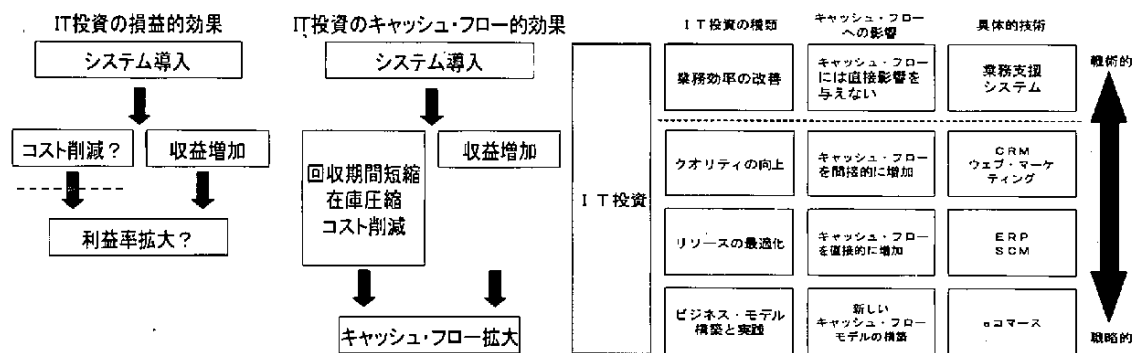 IT投資の損益的効果
システム導入
コスト削減？
収益増加
利益率拡大？
IT投資のキャッシュ・フロー的効果
システム導入
回収期間短縮
在庫圧縮
コスト削減
収益増加
キャッシュ・フロー拡大
ＩＴ投資
ＩＴ投資の種類
キャッシュ・フロー
への影響
具体的技術
業務効率の改善
キャッシュ・フロー
には直接影響を
与えない
業務支援
システム
クオリティの向上
キャッシュ・フロー
を間接的に増加
ＣＲＭ
ウェブ・マーケ
ティング
リソースの最適化
キャッシュ・フロー
を直接的に増加
ＥＲＰ
ＳＣＭ
ビジネス・モデル
構築と実践
新しい
キャッシュ・フロー
モデルの構築
eコマース
戦術的
戦略的